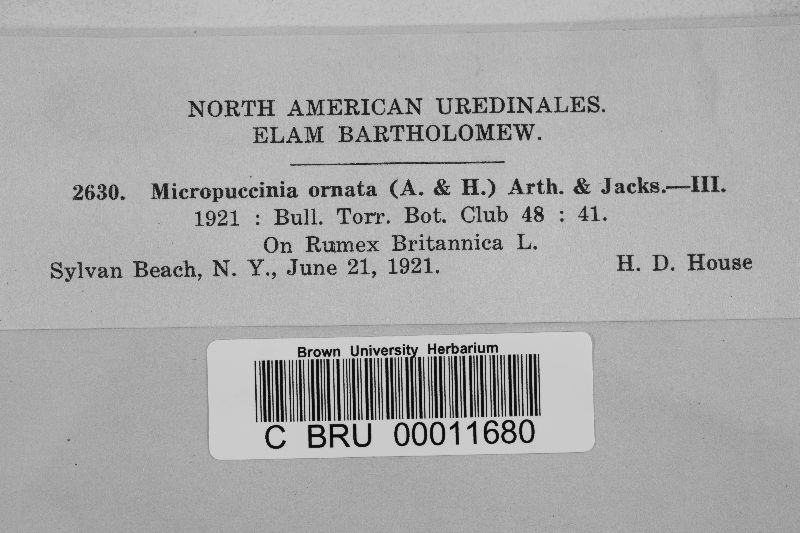 NORTH AMERICAN UREDINALES.
ELAM BARTHOLOMEW.
2630. Micropuccinia ornata (A. & H.) Arth. & Jacks.—III.
1921 : Bull. Torr. Bot. Club 48 : 41.
On Rumex Britannica L.
Sylvan Beach, N. Y., June 21, 1921. H. D. House
Brown University Herbarium
C BRU 00011680